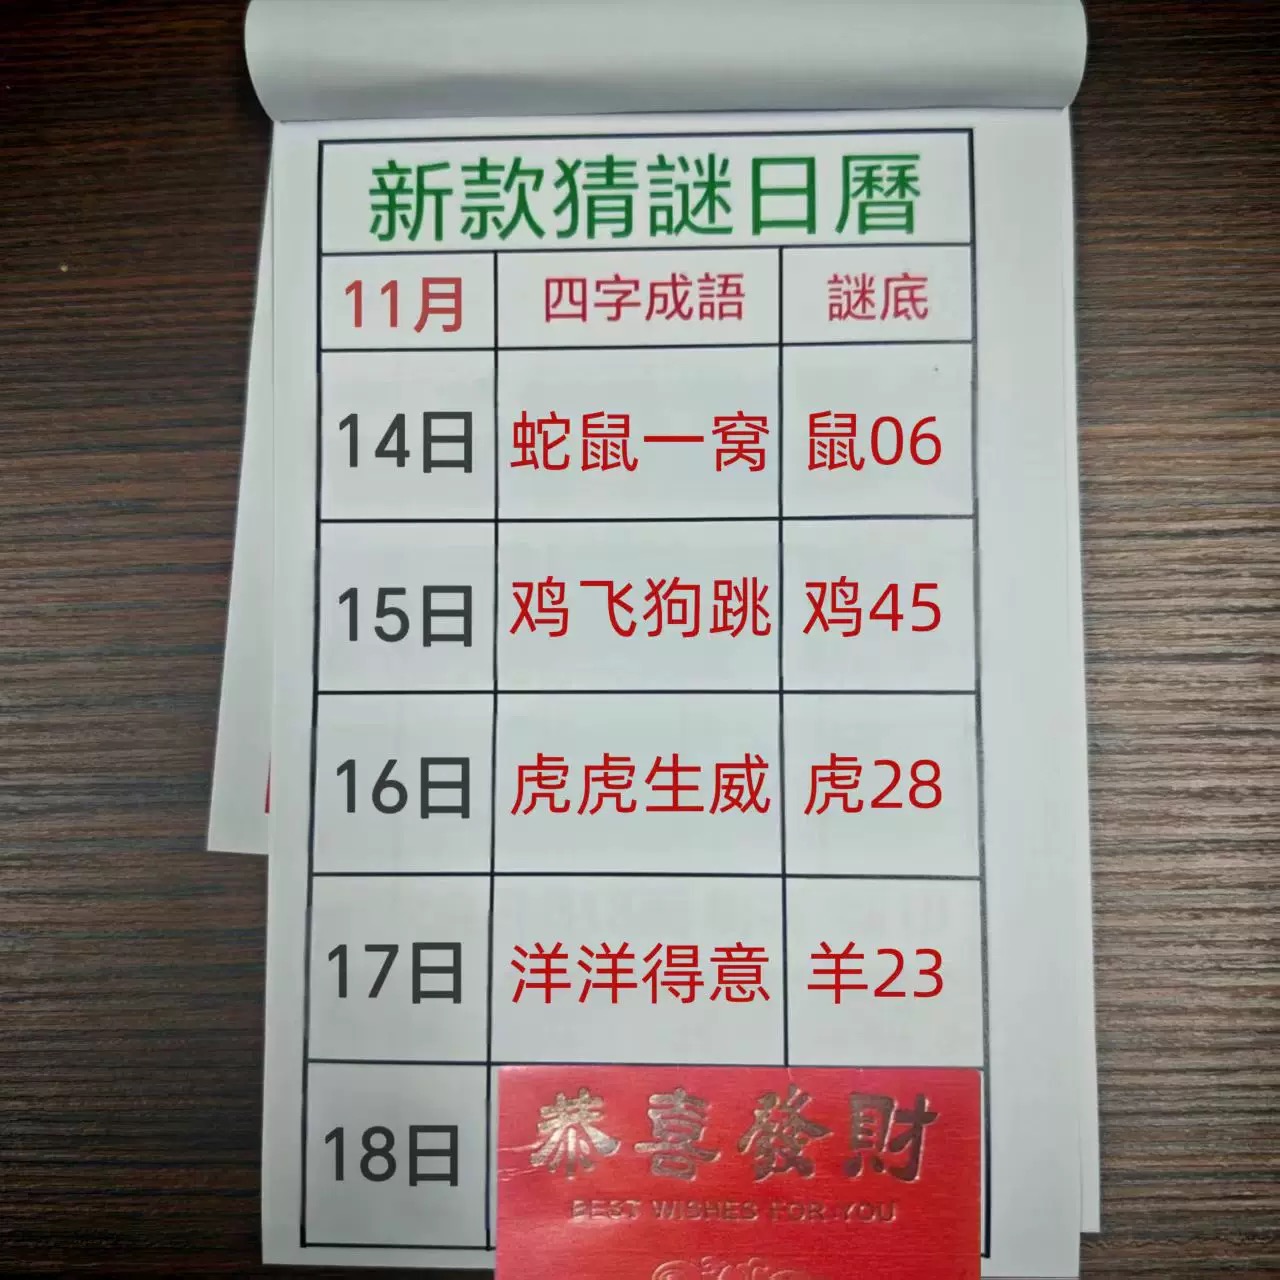 新款猜謎日曆
11月 四字成語 謎底
14日 蛇鼠一窝 鼠06
15日 鸡飞狗跳 鸡45
16日 虎虎生威 虎28
17日 洋洋得意 羊23
18日
恭喜發財
BEST WISHES FOR YOU